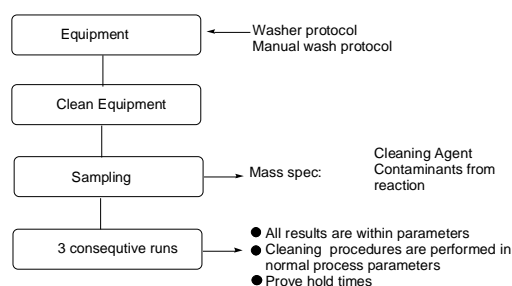 Equipment
Washer protocol
Manual wash protocol
Clean Equipment
Sampling
Mass spec:
Cleaning Agent
Contaminants from
reaction
3 consequtive runs
● All results are within parameters
● Cleaning procedures are performed in
normal process parameters
● Prove hold times